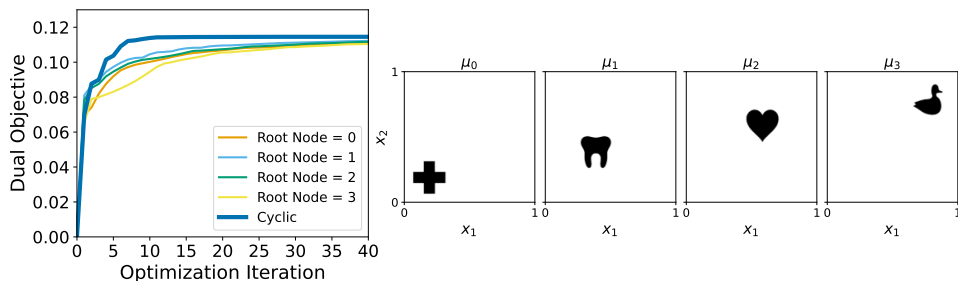 Dual Objective
0.12
0.10
0.08
0.06
0.04
0.02
0.00
0 5 10 15 20 25 30 35 40
Optimization Iteration
Root Node = 0
Root Node = 1
Root Node = 2
Root Node = 3
Cyclic
μ0 μ1 μ2 μ3
1
x2
0
0 1 0 1 0 1 0 1
x1 x1 x1 x1